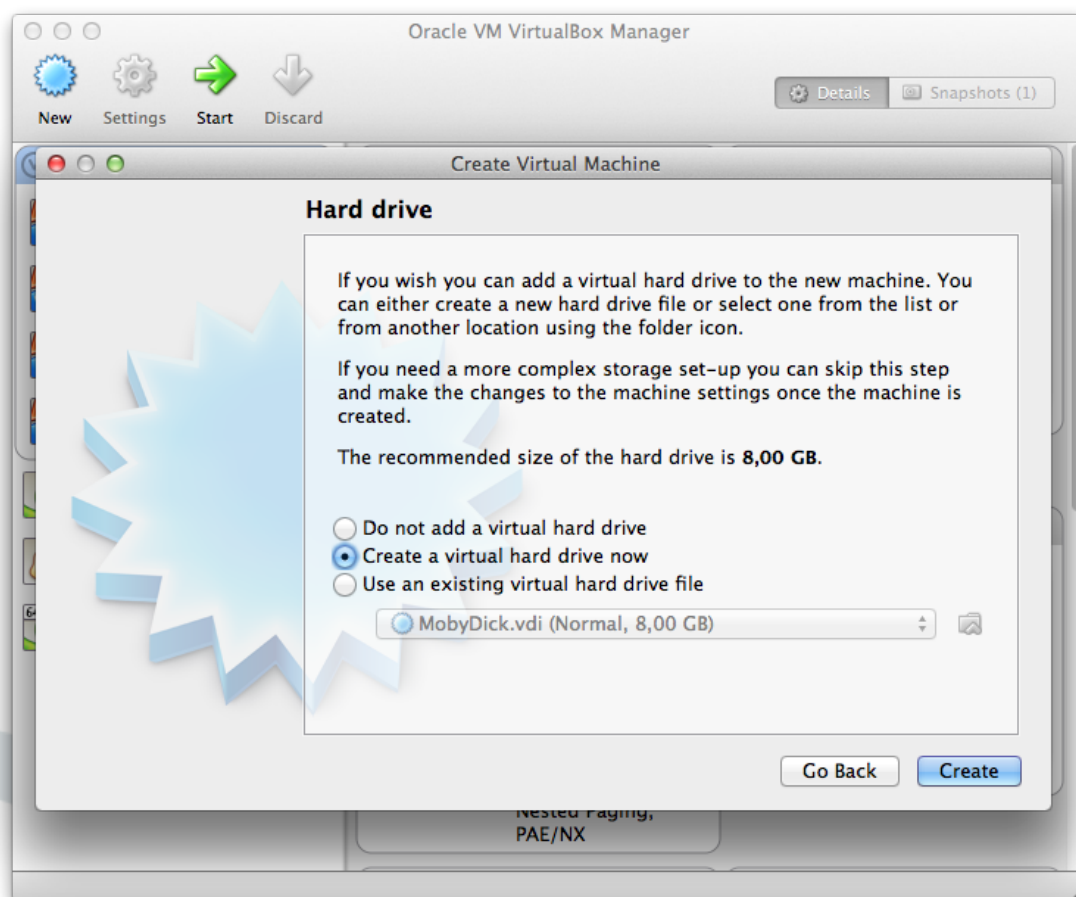 Oracle VM VirtualBox Manager
New
Settings
Start
Discard
Details
Snapshots (1)
Create Virtual Machine
Hard drive
If you wish you can add a virtual hard drive to the new machine. You
can either create a new hard drive file or select one from the list or
from another location using the folder icon.
If you need a more complex storage set-up you can skip this step
and make the changes to the machine settings once the machine is
created.
The recommended size of the hard drive is 8,00 GB.
Do not add a virtual hard drive
Create a virtual hard drive now
Use an existing virtual hard drive file
MobyDick.vdi (Normal, 8,00 GB)
Go Back
Create
Nested Paging,
PAE/NX